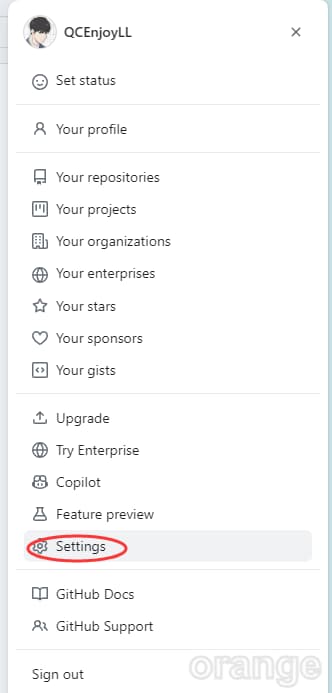 QCEnjoyLL
Set status
Your profile
Your repositories
Your projects
Your organizations
Your enterprises
Your stars
Your sponsors
Your gists
Upgrade
Try Enterprise
Copilot
Feature preview
Settings
GitHub Docs
GitHub Support
Sign out
orange